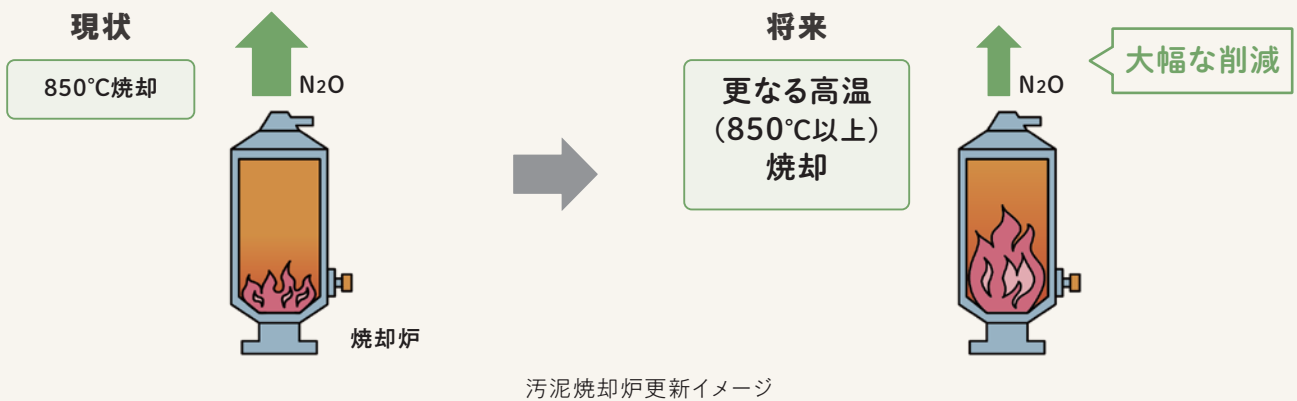 現状
850℃焼却
N2O
焼却炉
将来
更なる高温
（850℃以上）
焼却
N2O
大幅な削減
汚泥焼却炉更新イメージ